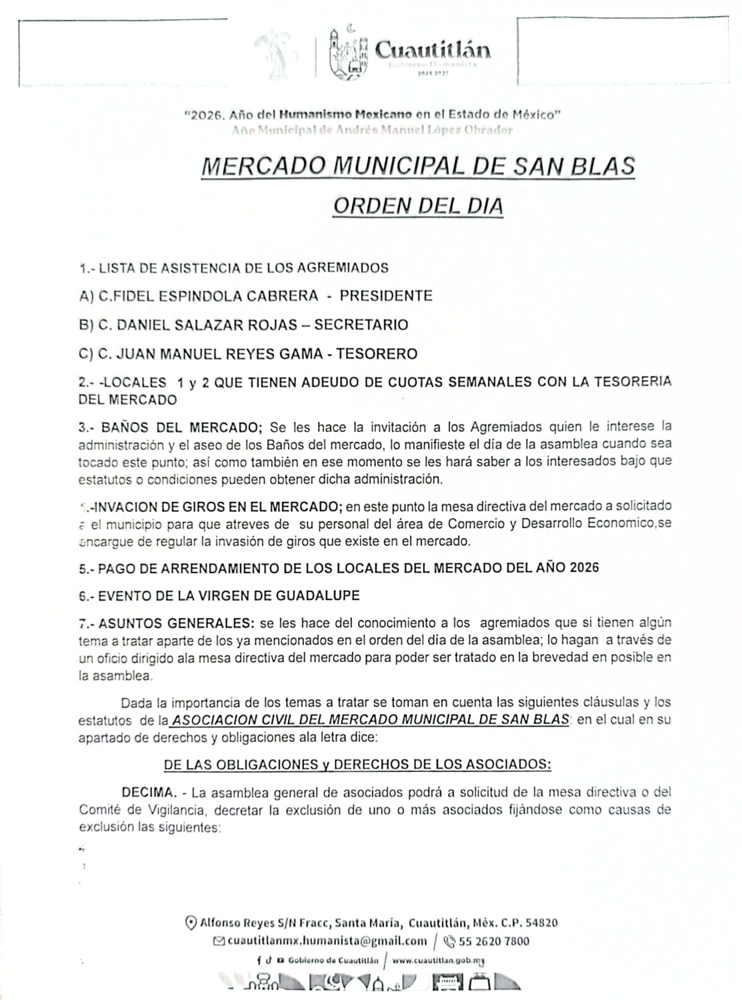 Cuautitlán
Gobierno Humanista
2025-2027
"2026. Año del Humanismo Mexicano en el Estado de México"
Año Municipal de Andrés Manuel López Obrador
MERCADO MUNICIPAL DE SAN BLAS
ORDEN DEL DIA
1.- LISTA DE ASISTENCIA DE LOS AGREMIADOS
A) C.FIDEL ESPINDOLA CABRERA - PRESIDENTE
B) C. DANIEL SALAZAR ROJAS – SECRETARIO
C) C. JUAN MANUEL REYES GAMA - TESORERO
2.- -LOCALES 1 y 2 QUE TIENEN ADEUDO DE CUOTAS SEMANALES CON LA TESORERIA
DEL MERCADO
3.- BAÑOS DEL MERCADO; Se les hace la invitación a los Agremiados quien le interese la
administración y el aseo de los Baños del mercado, lo manifieste el día de la asamblea cuando sea
tocado este punto; así como también en ese momento se les hará saber a los interesados bajo que
estatutos o condiciones pueden obtener dicha administración.
.-INVACION DE GIROS EN EL MERCADO; en este punto la mesa directiva del mercado a solicitado
el municipio para que atreves de su personal del área de Comercio y Desarrollo Economico,se
encargue de regular la invasión de giros que existe en el mercado.
5.- PAGO DE ARRENDAMIENTO DE LOS LOCALES DEL MERCADO DEL AÑO 2026
6.- EVENTO DE LA VIRGEN DE GUADALUPE
7.- ASUNTOS GENERALES: se les hace del conocimiento a los agremiados que si tienen algún
tema a tratar aparte de los ya mencionados en el orden del día de la asamblea; lo hagan a través de
un oficio dirigido ala mesa directiva del mercado para poder ser tratado en la brevedad en posible en
la asamblea.
Dada la importancia de los temas a tratar se toman en cuenta las siguientes cláusulas y los
estatutos de la ASOCIACION CIVIL DEL MERCADO MUNICIPAL DE SAN BLAS: en el cual en su
apartado de derechos y obligaciones ala letra dice:
DE LAS OBLIGACIONES y DERECHOS DE LOS ASOCIADOS:
DECIMA. - La asamblea general de asociados podrá a solicitud de la mesa directiva o del
Comité de Vigilancia, decretar la exclusión de uno o más asociados fijándose como causas de
exclusión las siguientes:
Alfonso Reyes S/N Fracc, Santa María, Cuautitlán, Méx. C.P. 54820
cuautitlanmx.humanista@gmail.com / 55 2620 7800
Gobierno de Cuautitlán / www.cuautitlan.gob.mx